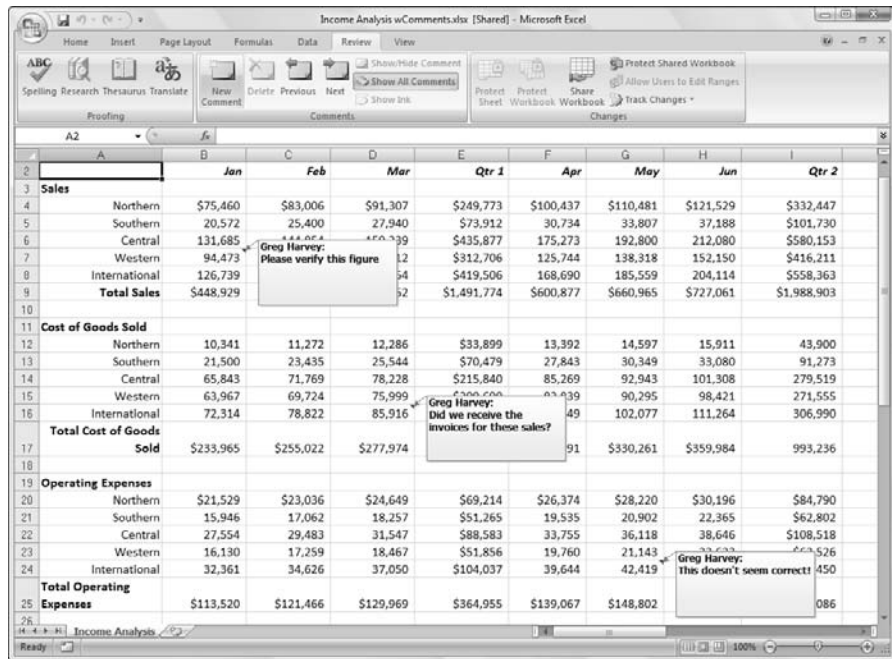 Income Analysis wComments.xlsx [Shared] - Microsoft Excel
Home Insert Page Layout Formulas Data Review View
ABC Show/Hide Comment Protect Shared Workbook
Show All Comments Allow Users to Edit Ranges
Spelling Research Thesaurus Translate New Comment Delete Previous Next Show Ink Protect Sheet Protect Workbook Share Workbook Track Changes
Proofing Comments Changes
A2 fx
A B C D E F G H I
2 Jan Feb Mar Qtr 1 Apr May Jun Qtr 2
3 Sales
4 Northern $75,460 $83,006 $91,307 $249,773 $100,437 $110,481 $121,529 $332,447
5 Southern 20,572 25,400 27,940 $73,912 30,734 33,807 37,188 $101,730
6 Central 131,685 $435,877 175,273 192,800 212,080 $580,153
Greg Harvey:
Please verify this figure
7 Western 94,473 12 $312,706 125,744 138,318 152,150 $416,211
8 International 126,739 54 $419,506 168,690 185,559 204,114 $558,363
9 Total Sales $448,929 52 $1,491,774 $600,877 $660,965 $727,061 $1,988,903
10
11 Cost of Goods Sold
12 Northern 10,341 11,272 12,286 $33,899 13,392 14,597 15,911 43,900
13 Southern 21,500 23,435 25,544 $70,479 27,843 30,349 33,080 91,273
14 Central 65,843 71,769 78,228 $215,840 85,269 92,943 101,308 279,519
15 Western 63,967 69,724 75,999 90,295 98,421 271,555
Greg Harvey:
Did we receive the
invoices for these sales?
16 International 72,314 78,822 85,916 49 102,077 111,264 306,990
Total Cost of Goods
17 Sold $233,965 $255,022 $277,974 91 $330,261 $359,984 993,236
18
19 Operating Expenses
20 Northern $21,529 $23,036 $24,649 $69,214 $26,374 $28,220 $30,196 $84,790
21 Southern 15,946 17,062 18,257 $51,265 19,535 20,902 22,365 $62,802
22 Central 27,554 29,483 31,547 $88,583 33,755 36,118 38,646 $108,518
23 Western 16,130 17,259 18,467 $51,856 19,760 21,143 526
Greg Harvey:
This doesn't seem correct!
24 International 32,361 34,626 37,050 $104,037 39,644 42,419 450
Total Operating
25 Expenses $113,520 $121,466 $129,969 $364,955 $139,067 $148,802 086
26
Income Analysis
Ready 100%